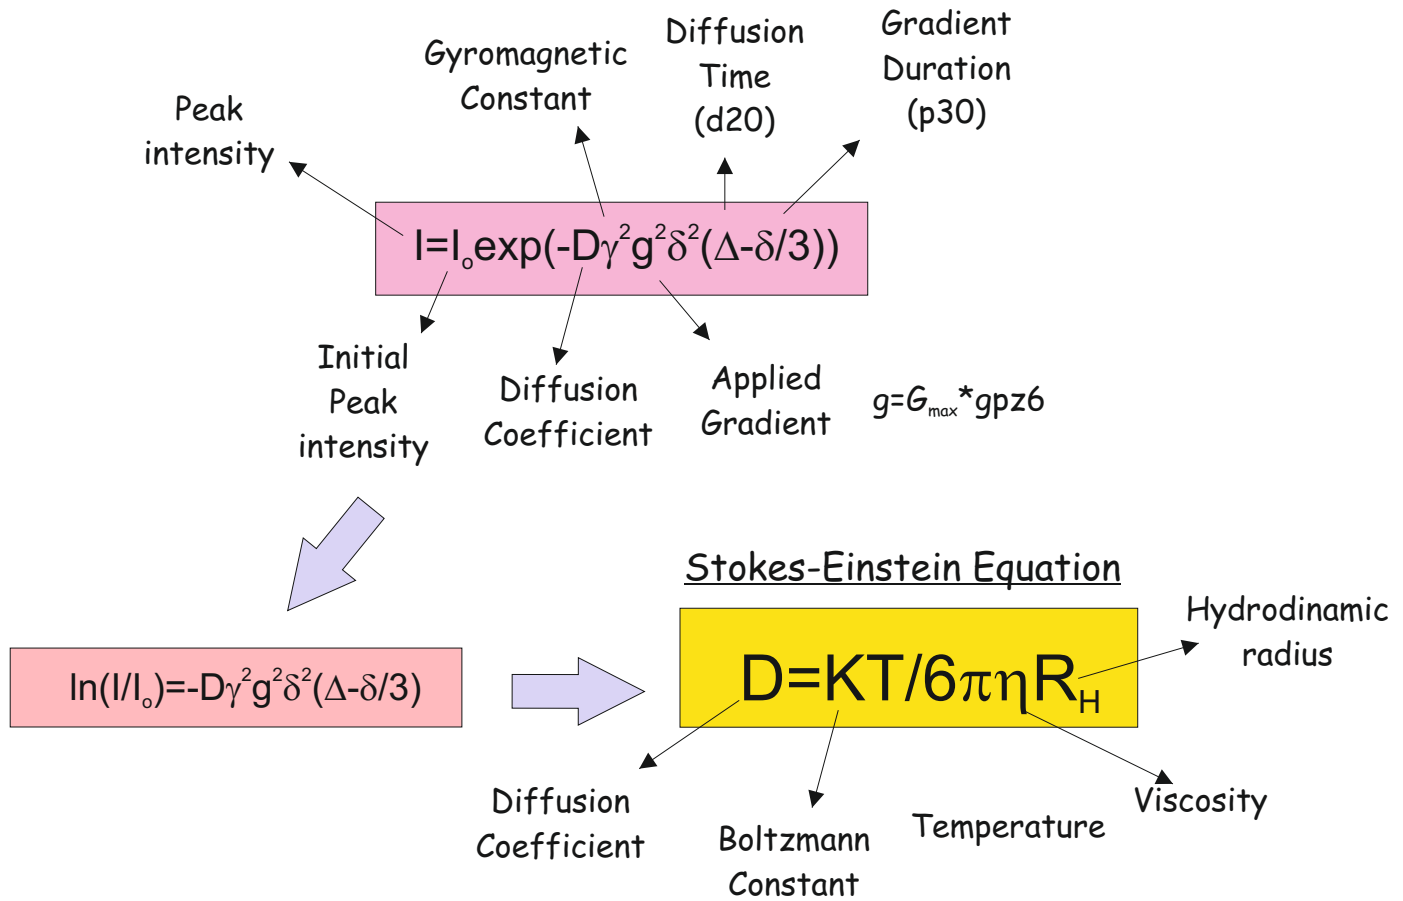 Peak
intensity
Gyromagnetic
Constant
Diffusion
Time
(d20)
Gradient
Duration
(p30)
I=Iₒexp(-Dγ²g²δ²(Δ-δ/3))
Initial
Peak
intensity
Diffusion
Coefficient
Applied
Gradient
g=Gₘₐₓ*gpz6
ln(I/Iₒ)=-Dγ²g²δ²(Δ-δ/3)
Stokes-Einstein Equation
D=KT/6πηR_H
Hydrodinamic
radius
Diffusion
Coefficient
Boltzmann
Constant
Temperature
Viscosity